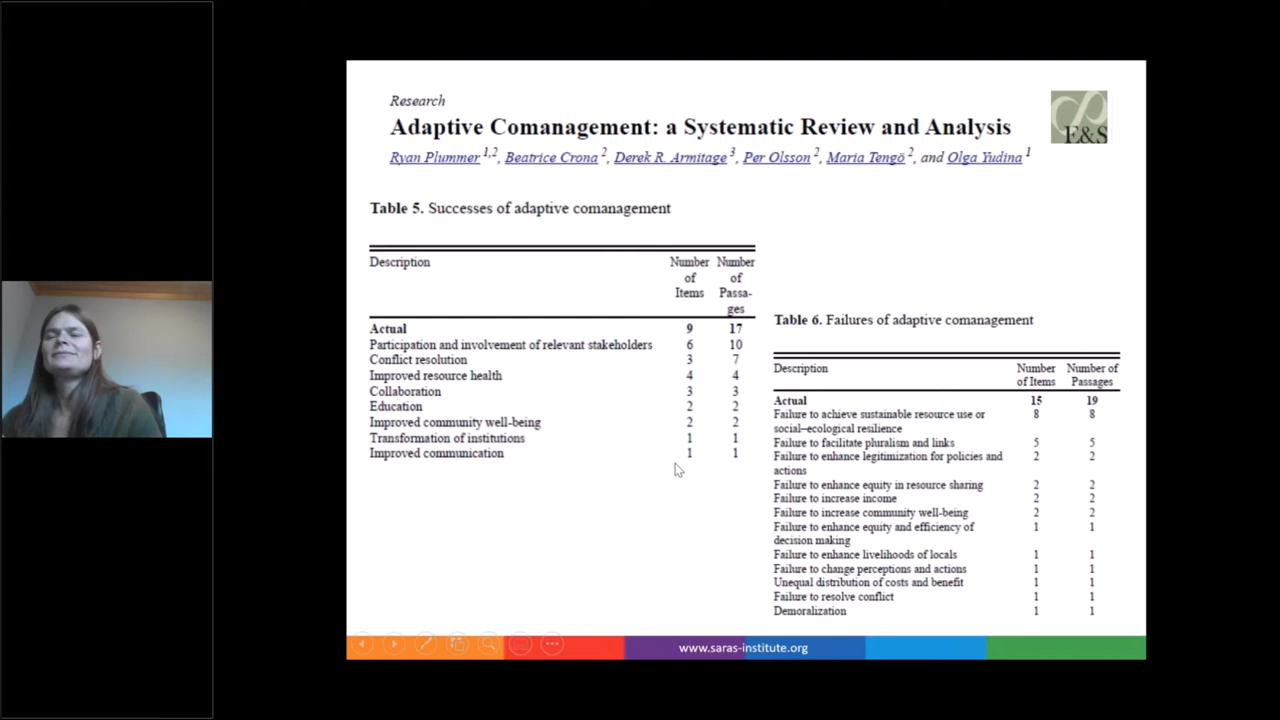 Research
Adaptive Comanagement: a Systematic Review and Analysis
E&S
Ryan Plummer 1,2, Beatrice Crona 2, Derek R. Armitage 3, Per Olsson 2, Maria Tengö 2, and Olga Yudina 1
Table 5. Successes of adaptive comanagement
Description Number of Items Number of Passa-ges
Actual 9 17
Participation and involvement of relevant stakeholders 6 10
Conflict resolution 3 7
Improved resource health 4 4
Collaboration 3 3
Education 2 2
Improved community well-being 2 2
Transformation of institutions 1 1
Improved communication 1 1
Table 6. Failures of adaptive comanagement
Description Number of Items Number of Passages
Actual 15 19
Failure to achieve sustainable resource use or 8 8
social–ecological resilience
Failure to facilitate pluralism and links 5 5
Failure to enhance legitimization for policies and 2 2
actions
Failure to enhance equity in resource sharing 2 2
Failure to increase income 2 2
Failure to increase community well-being 2 2
Failure to enhance equity and efficiency of 1 1
decision making
Failure to enhance livelihoods of locals 1 1
Failure to change perceptions and actions 1 1
Unequal distribution of costs and benefit 1 1
Failure to resolve conflict 1 1
Demoralization 1 1
www.saras-institute.org